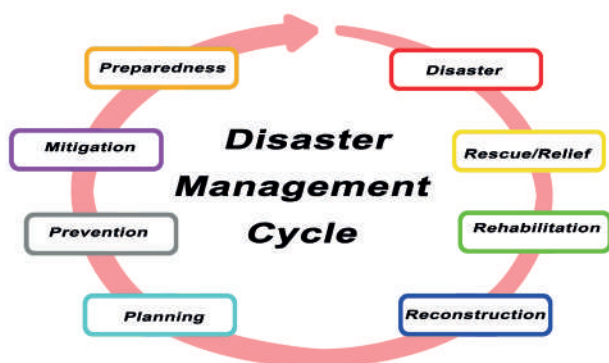 Preparedness
Disaster
Mitigation
Disaster
Management
Cycle
Rescue/Relief
Prevention
Rehabilitation
Planning
Reconstruction